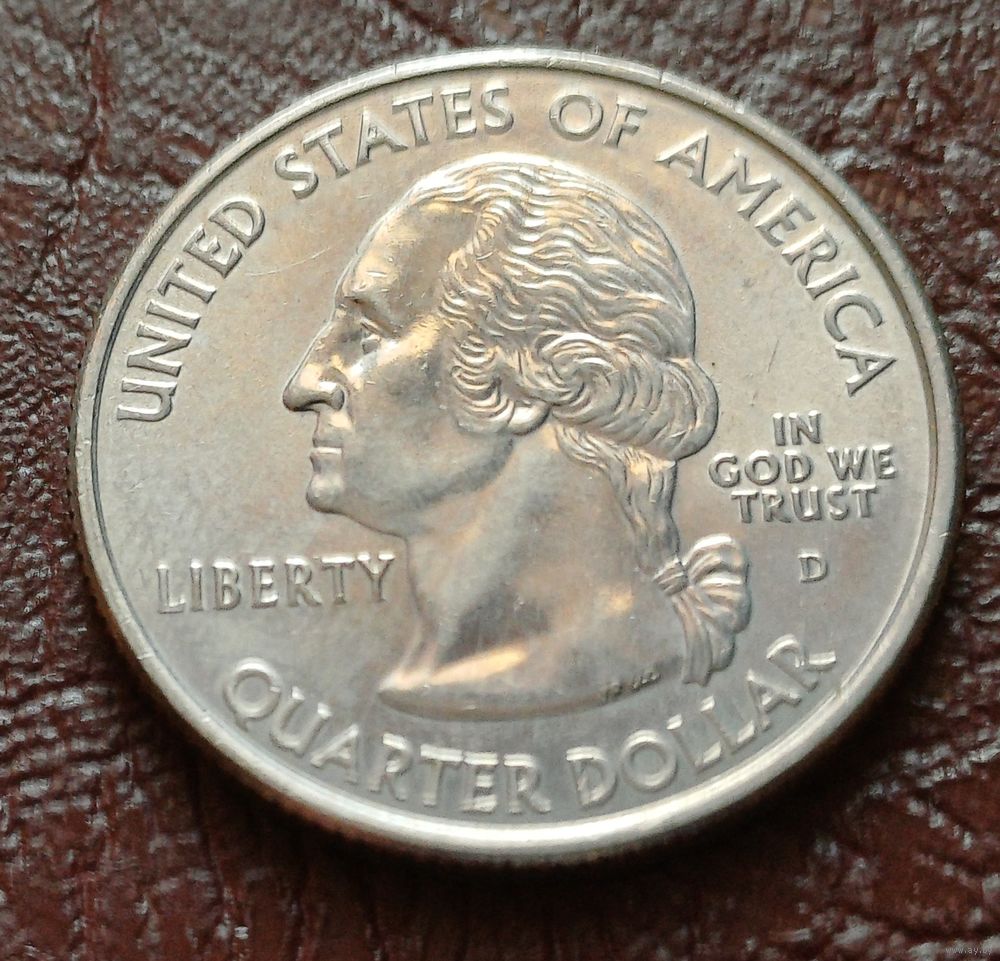 UNITED STATES OF AMERICA
IN
GOD WE
TRUST
D
LIBERTY
QUARTER DOLLAR